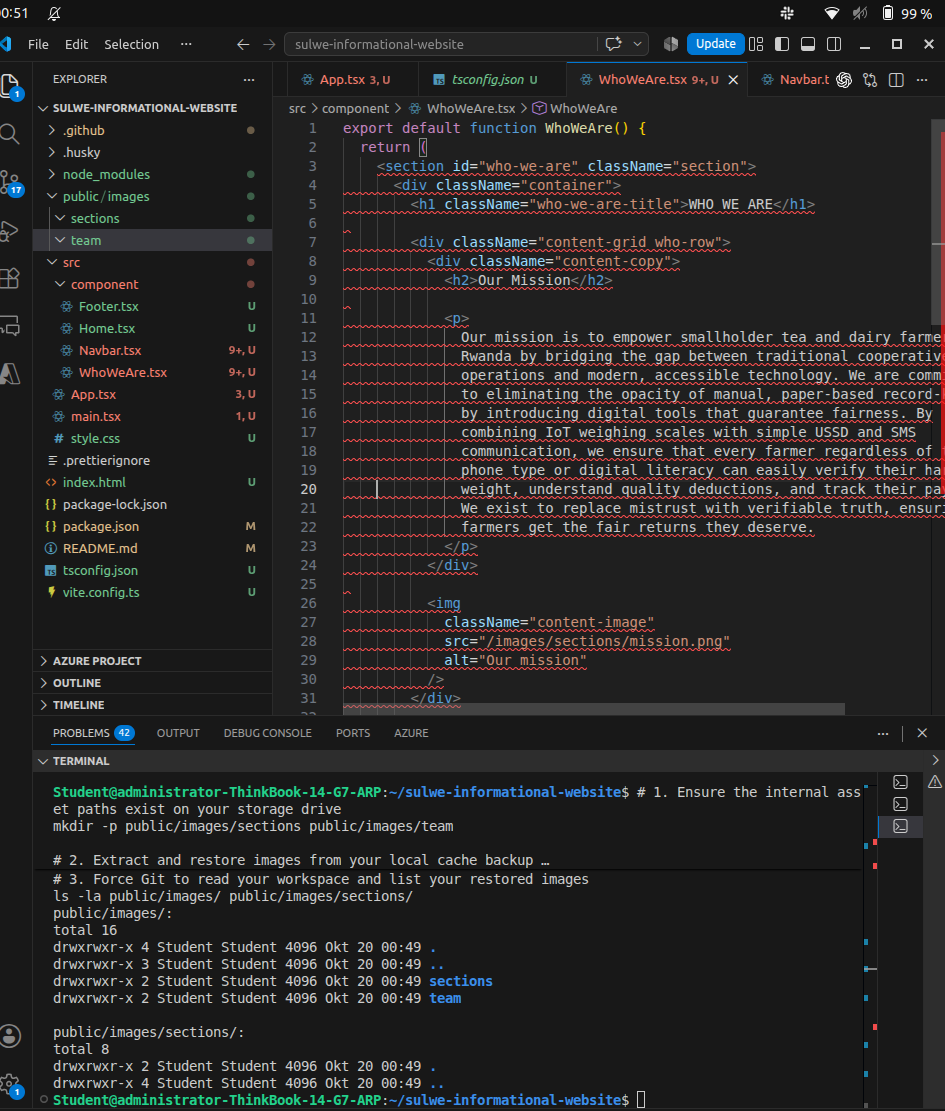 0:51
99 %
File Edit Selection ··· sulwe-informational-website Update
EXPLORER ···
SULWE-INFORMATIONAL-WEBSITE
.github
.husky
node_modules
public/images
sections
team
src
component
Footer.tsx U
Home.tsx U
Navbar.tsx 9+, U
WhoWeAre.tsx 9+, U
App.tsx 3, U
main.tsx 1, U
# style.css U
.prettierignore
<> index.html U
{} package-lock.json
{} package.json M
README.md M
TS tsconfig.json U
vite.config.ts U
AZURE PROJECT
OUTLINE
TIMELINE
1
17
1
App.tsx 3, U TS tsconfig.json U WhoWeAre.tsx 9+, U Navbar.t ···
src > component > WhoWeAre.tsx > WhoWeAre
1 export default function WhoWeAre() {
2 return (
3 <section id="who-we-are" className="section">
4 <div className="container">
5 <h1 className="who-we-are-title">WHO WE ARE</h1>
6
7 <div className="content-grid who-row">
8 <div className="content-copy">
9 <h2>Our Mission</h2>
10
11 <p>
12 Our mission is to empower smallholder tea and dairy farme
13 Rwanda by bridging the gap between traditional cooperativ
14 operations and modern, accessible technology. We are comm
15 to eliminating the opacity of manual, paper-based record-
16 by introducing digital tools that guarantee fairness. By
17 combining IoT weighing scales with simple USSD and SMS
18 communication, we ensure that every farmer regardless of
19 phone type or digital literacy can easily verify their ha
20 weight, understand quality deductions, and track their pa
21 We exist to replace mistrust with verifiable truth, ensuri
22 farmers get the fair returns they deserve.
23 </p>
24 </div>
25
26 <img
27 className="content-image"
28 src="/images/sections/mission.png"
29 alt="Our mission"
30 />
31 </div>
PROBLEMS 42 OUTPUT DEBUG CONSOLE PORTS AZURE ···
TERMINAL
Student@administrator-ThinkBook-14-G7-ARP:~/sulwe-informational-website$ # 1. Ensure the internal ass
et paths exist on your storage drive
mkdir -p public/images/sections public/images/team
# 2. Extract and restore images from your local cache backup …
# 3. Force Git to read your workspace and list your restored images
ls -la public/images/ public/images/sections/
public/images/:
total 16
drwxrwxr-x 4 Student Student 4096 Okt 20 00:49 .
drwxrwxr-x 3 Student Student 4096 Okt 20 00:49 ..
drwxrwxr-x 2 Student Student 4096 Okt 20 00:49 sections
drwxrwxr-x 2 Student Student 4096 Okt 20 00:49 team
public/images/sections/:
total 8
drwxrwxr-x 2 Student Student 4096 Okt 20 00:49 .
drwxrwxr-x 4 Student Student 4096 Okt 20 00:49 ..
Student@administrator-ThinkBook-14-G7-ARP:~/sulwe-informational-website$